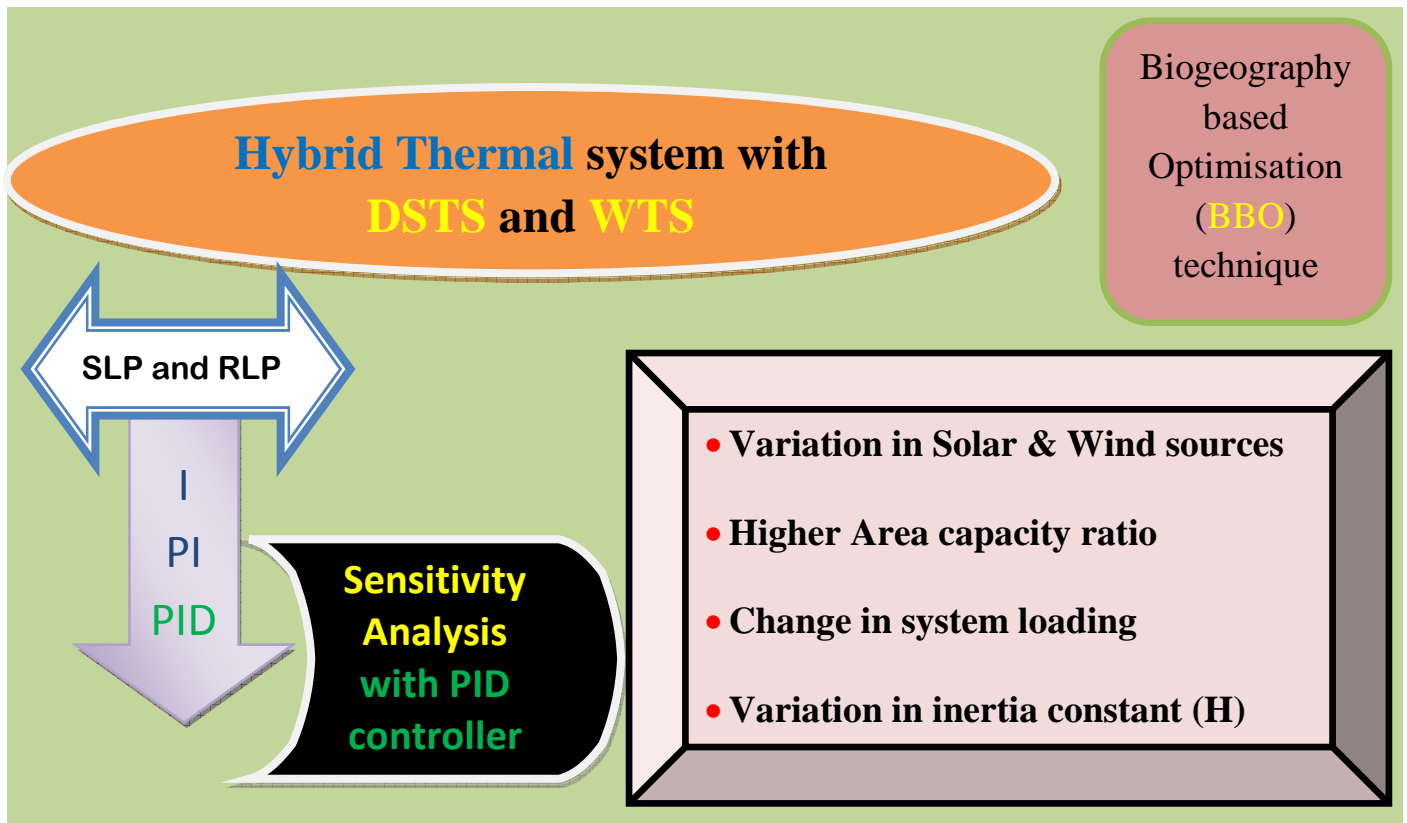 Hybrid Thermal system with
DSTS and WTS
Biogeography
based
Optimisation
(BBO)
technique
SLP and RLP
I
PI
PID
Sensitivity
Analysis
with PID
controller
• Variation in Solar & Wind sources
• Higher Area capacity ratio
• Change in system loading
• Variation in inertia constant (H)